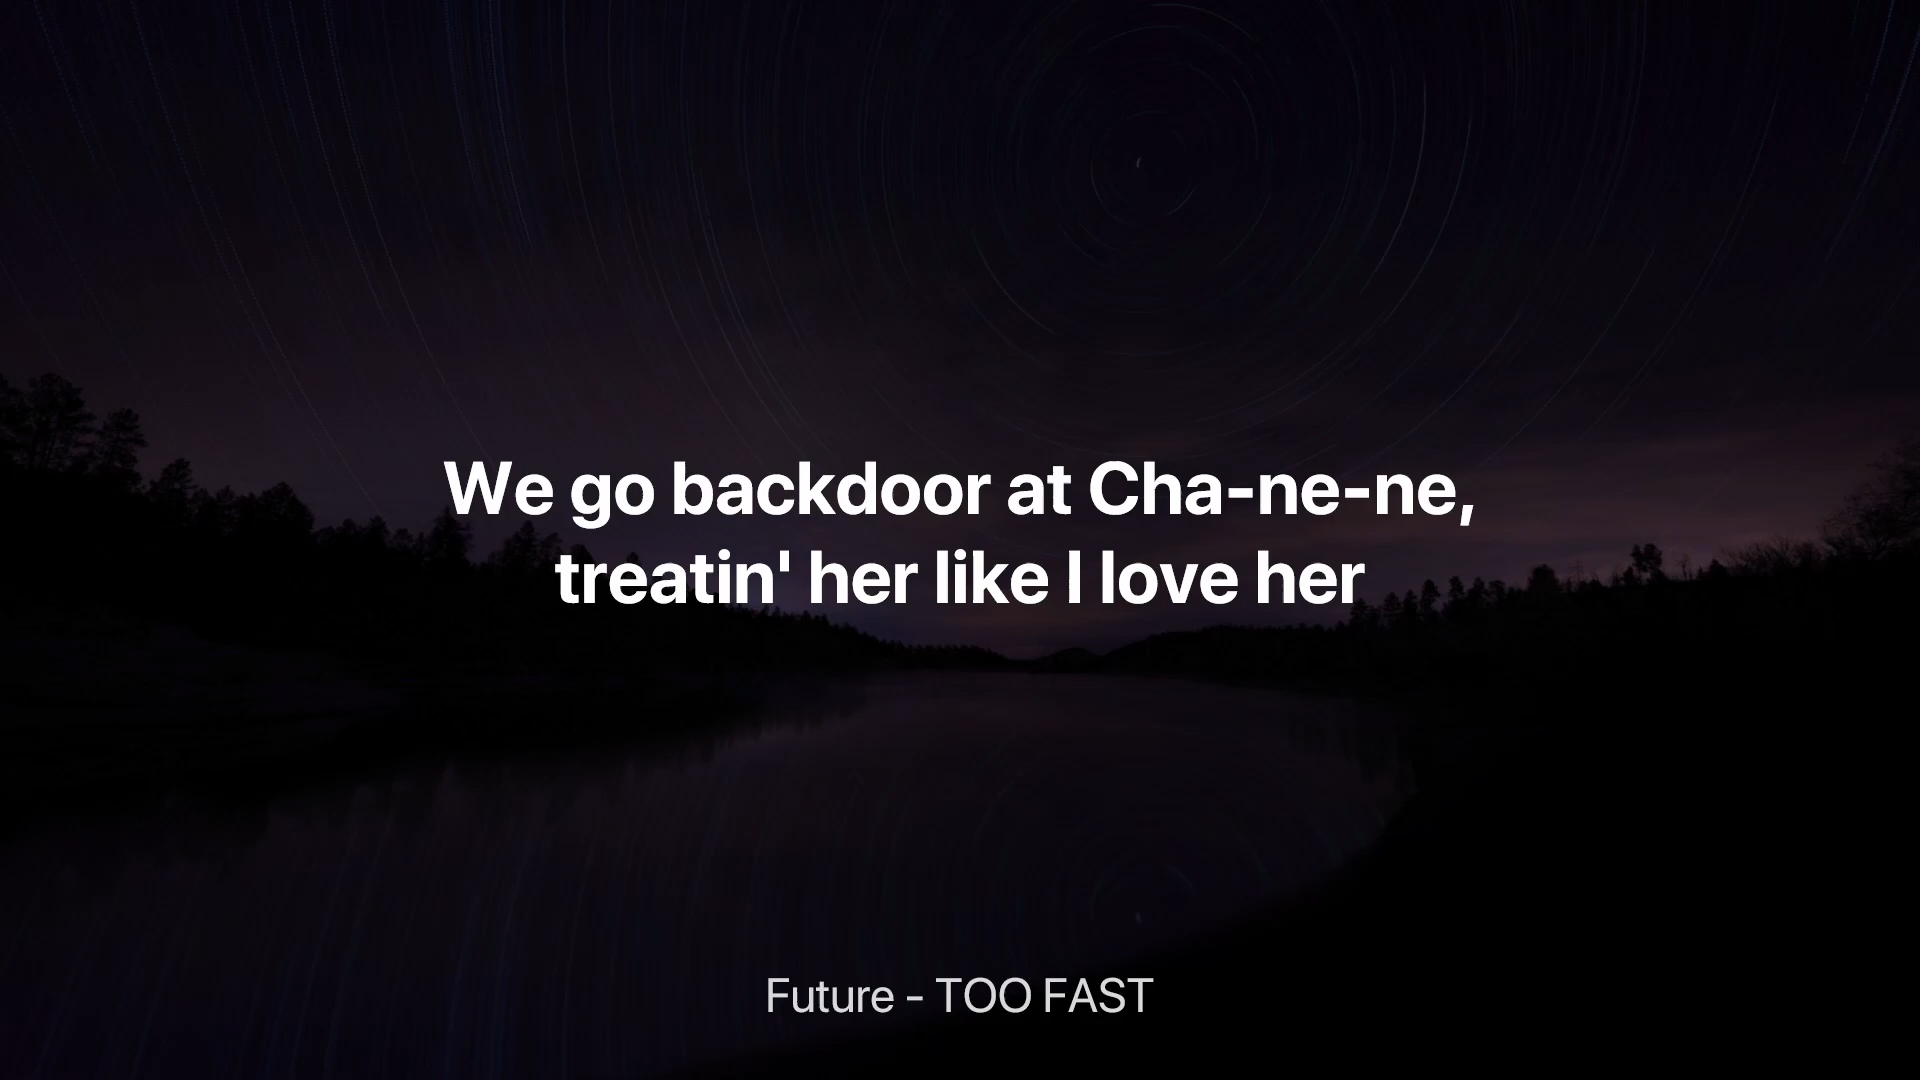 We go backdoor at Cha-ne-ne,
treatin' her like I love her
Future - TOO FAST